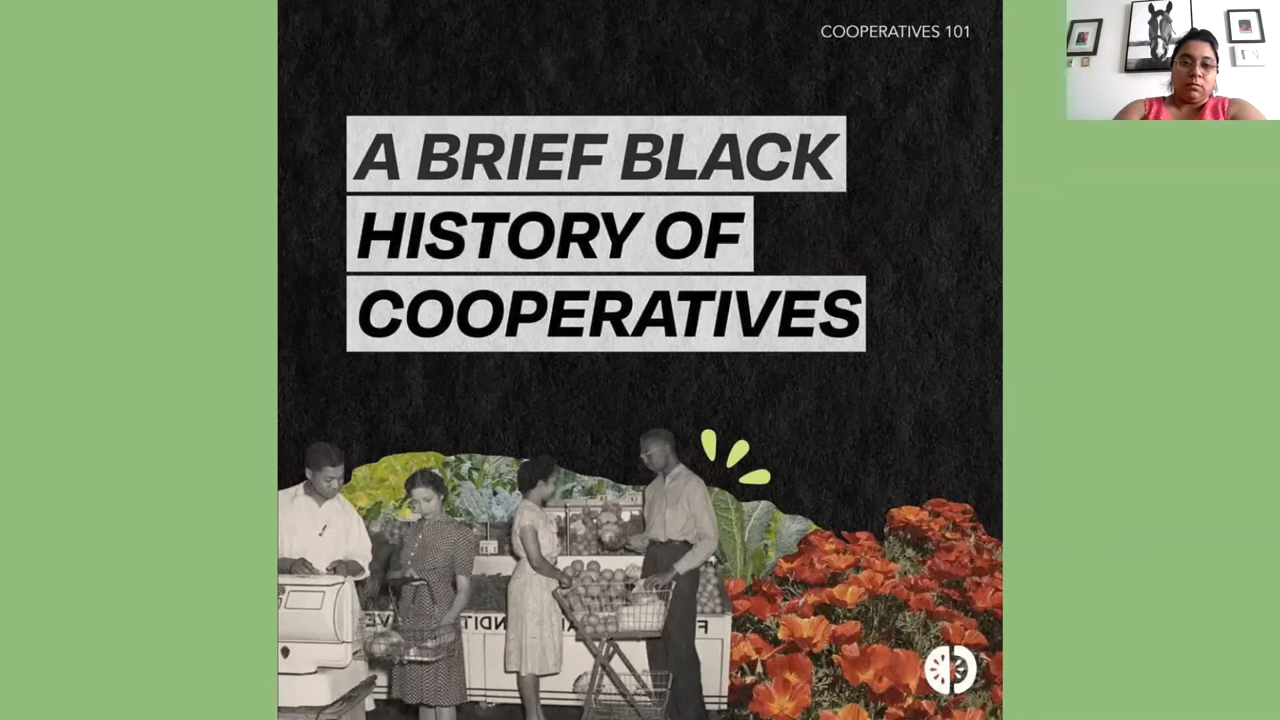 COOPERATIVES 101
A BRIEF BLACK
HISTORY OF
COOPERATIVES